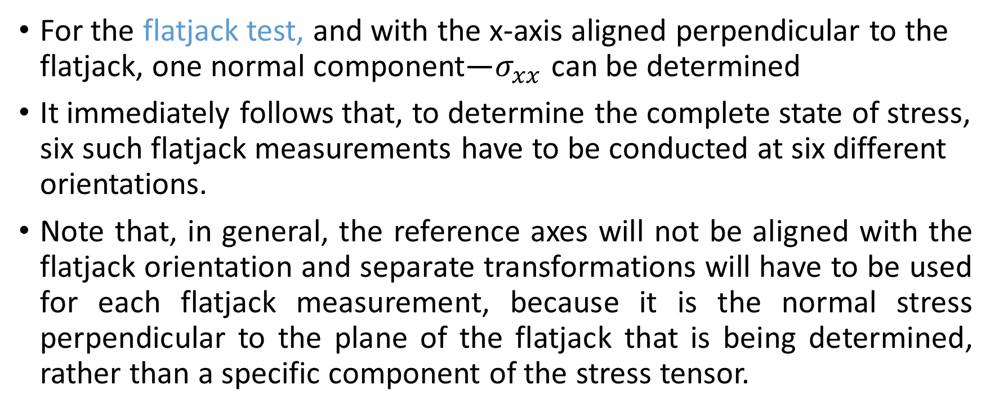 • For the flatjack test, and with the x-axis aligned perpendicular to the
flatjack, one normal component—σxx can be determined
• It immediately follows that, to determine the complete state of stress,
six such flatjack measurements have to be conducted at six different
orientations.
• Note that, in general, the reference axes will not be aligned with the
flatjack orientation and separate transformations will have to be used
for each flatjack measurement, because it is the normal stress
perpendicular to the plane of the flatjack that is being determined,
rather than a specific component of the stress tensor.